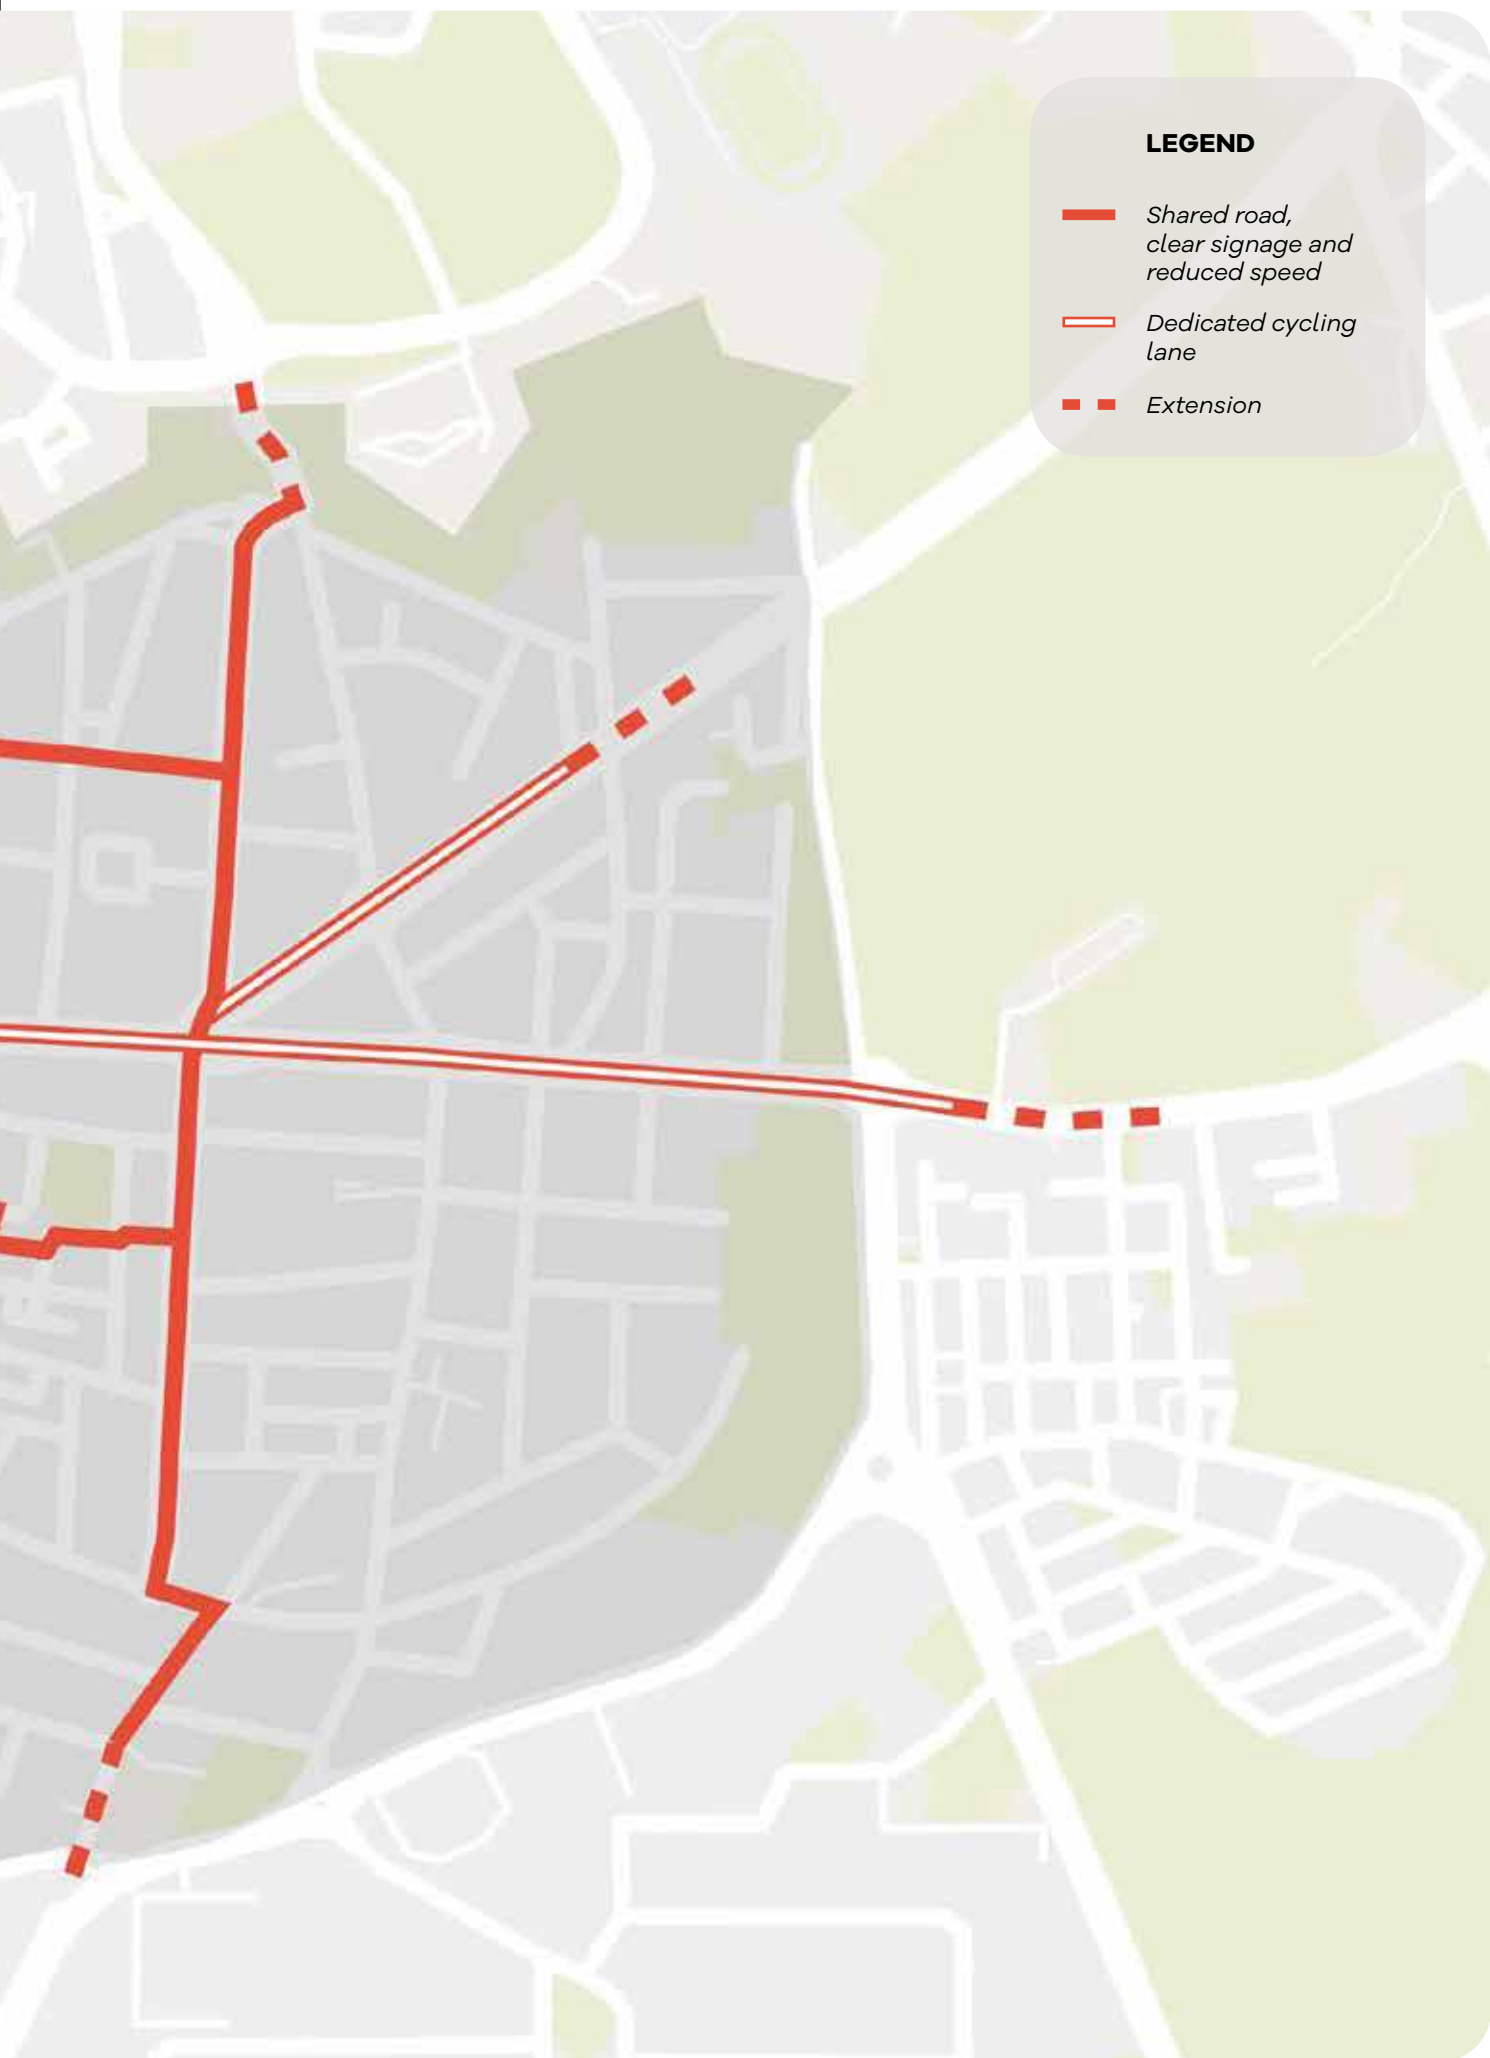 LEGEND
Shared road,
clear signage and
reduced speed
Dedicated cycling
lane
Extension